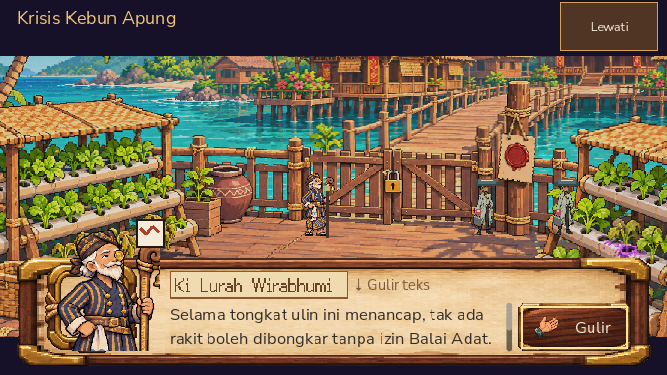 Krisis Kebun Apung
Lewati
Ki Lurah Wirabhumi
↓ Gulir teks
Selama tongkat ulin ini menancap, tak ada
rakit boleh dibongkar tanpa izin Balai Adat.
Gulir